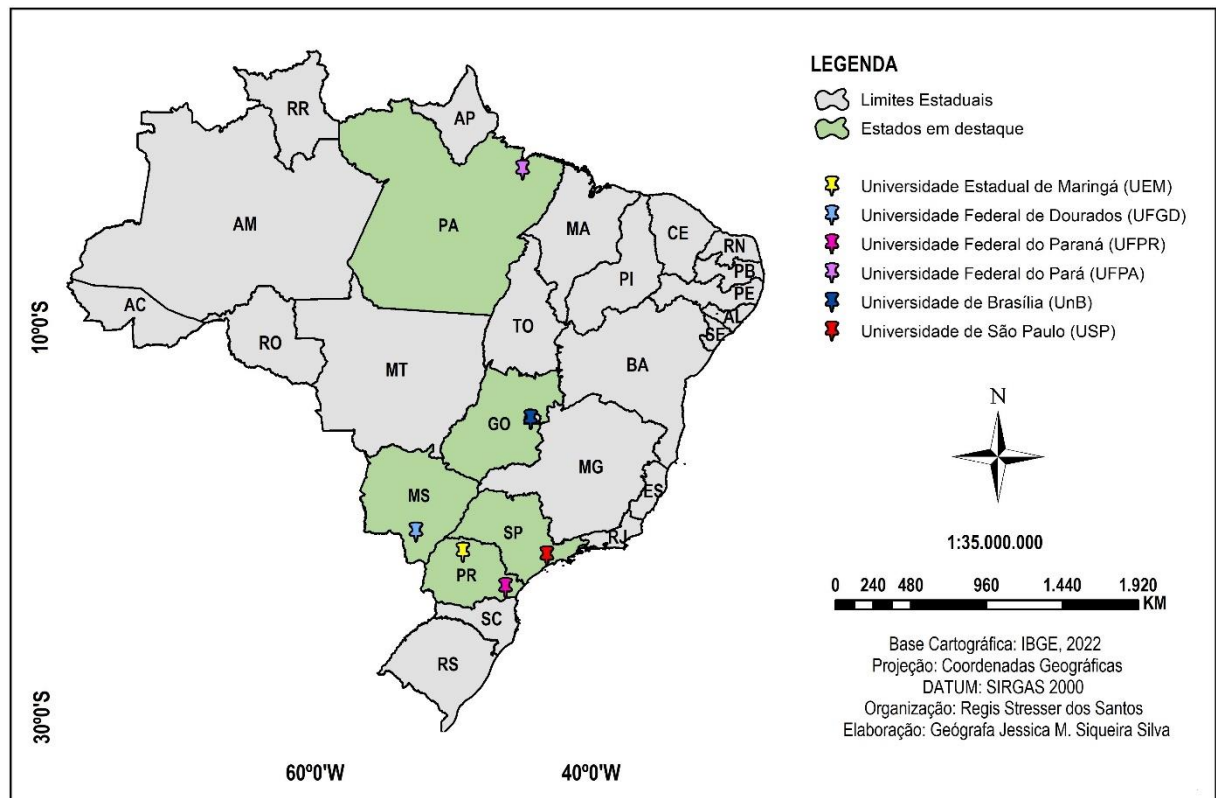 RR
AP
AM
PA
MA
CE
RN
PB
PE
AL
SE
PI
AC
RO
TO
MT
BA
GO
MG
ES
MS
SP
RJ
PR
SC
RS
10º0'S
30º0'S
60º0'W
40º0'W
LEGENDA
Limites Estaduais
Estados em destaque
Universidade Estadual de Maringá (UEM)
Universidade Federal de Dourados (UFGD)
Universidade Federal do Paraná (UFPR)
Universidade Federal do Pará (UFPA)
Universidade de Brasília (UnB)
Universidade de São Paulo (USP)
N
1:35.000.000
0 240 480 960 1.440 1.920
KM
Base Cartográfica: IBGE, 2022
Projeção: Coordenadas Geográficas
DATUM: SIRGAS 2000
Organização: Regis Stresser dos Santos
Elaboração: Geógrafa Jessica M. Siqueira Silva